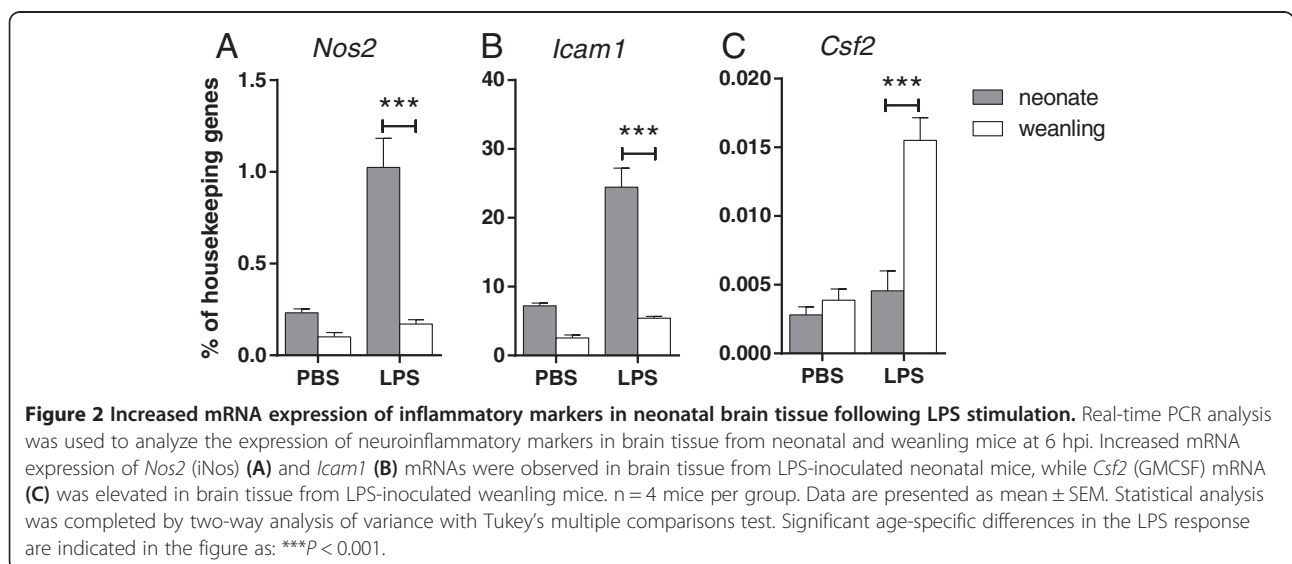 A Nos2
B Icam1
C Csf2
% of housekeeping genes
1.5
1.0
0.5
0.0
PBS LPS
***
40
30
20
10
0
PBS LPS
***
0.020
0.015
0.010
0.005
0.000
PBS LPS
***
neonate
weanling
Figure 2 Increased mRNA expression of inflammatory markers in neonatal brain tissue following LPS stimulation. Real-time PCR analysis
was used to analyze the expression of neuroinflammatory markers in brain tissue from neonatal and weanling mice at 6 hpi. Increased mRNA
expression of Nos2 (iNos) (A) and Icam1 (B) mRNAs were observed in brain tissue from LPS-inoculated neonatal mice, while Csf2 (GMCSF) mRNA
(C) was elevated in brain tissue from LPS-inoculated weanling mice. n = 4 mice per group. Data are presented as mean ± SEM. Statistical analysis
was completed by two-way analysis of variance with Tukey's multiple comparisons test. Significant age-specific differences in the LPS response
are indicated in the figure as: ***P < 0.001.